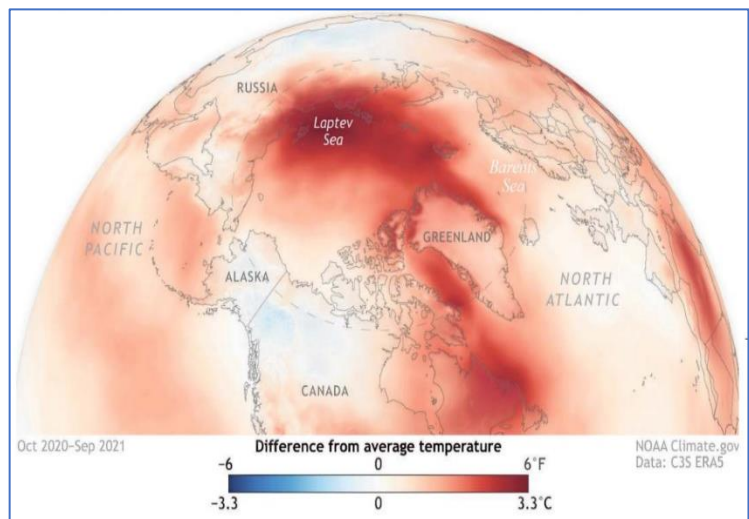 RUSSIA
Laptev
Sea
Barents
Sea
NORTH
PACIFIC
GREENLAND
ALASKA
NORTH
ATLANTIC
CANADA
Oct 2020–Sep 2021
Difference from average temperature
NOAA Climate.gov
Data: C3S ERA5
−6 0 6°F
−3.3 0 3.3°C